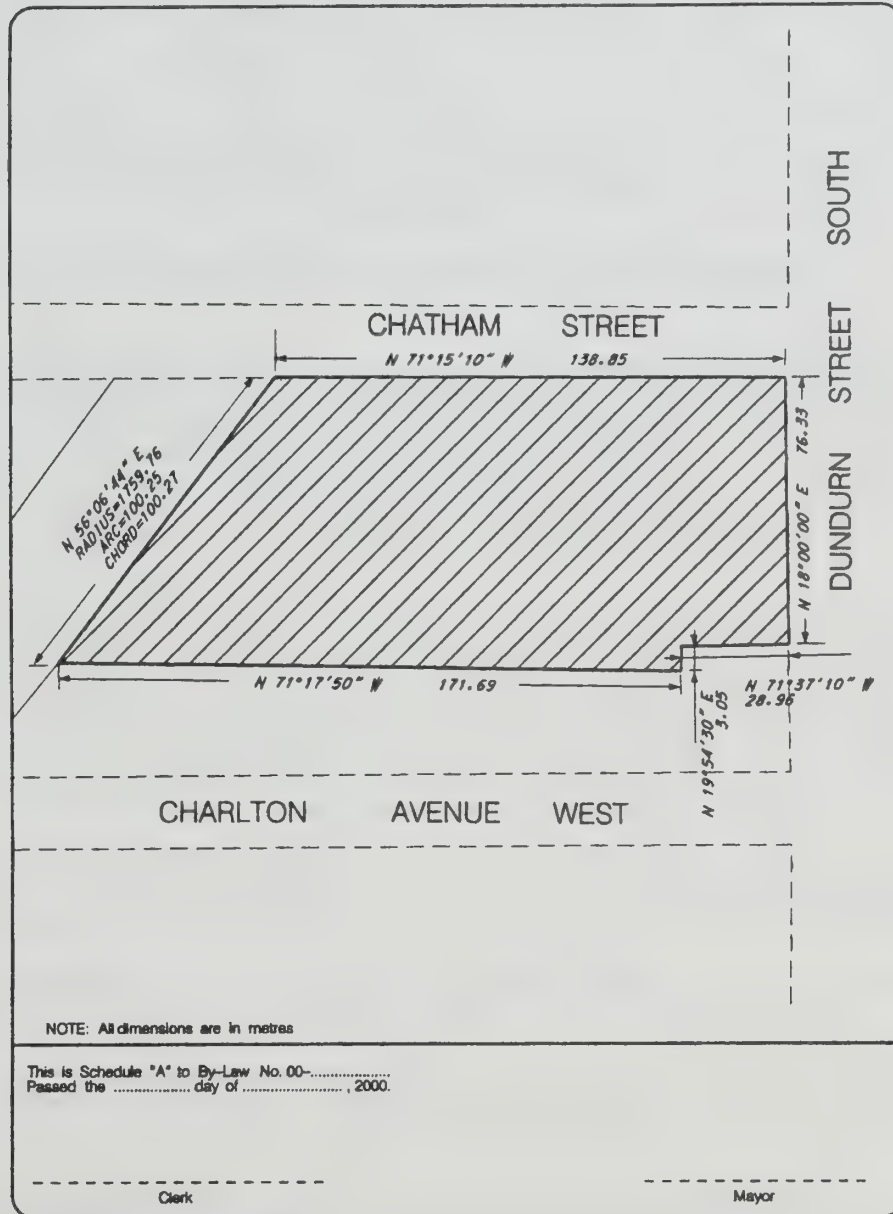 CHATHAM STREET
N 71°15'10" W 138.85
DUNDURN STREET SOUTH
N 18°00'00" E 76.33
N 56°06'44" E
RADIUS=1759.76
ARC=100.25
CHORD=100.27
N 71°17'50" W 171.69
N 71°37'10" W
28.96
N 19°54'30" E
3.05
CHARLTON AVENUE WEST
NOTE: All dimensions are in metres
This is Schedule "A" to By-Law No. 00-...................
Passed the ................... day of ......................... , 2000.
Clerk
Mayor